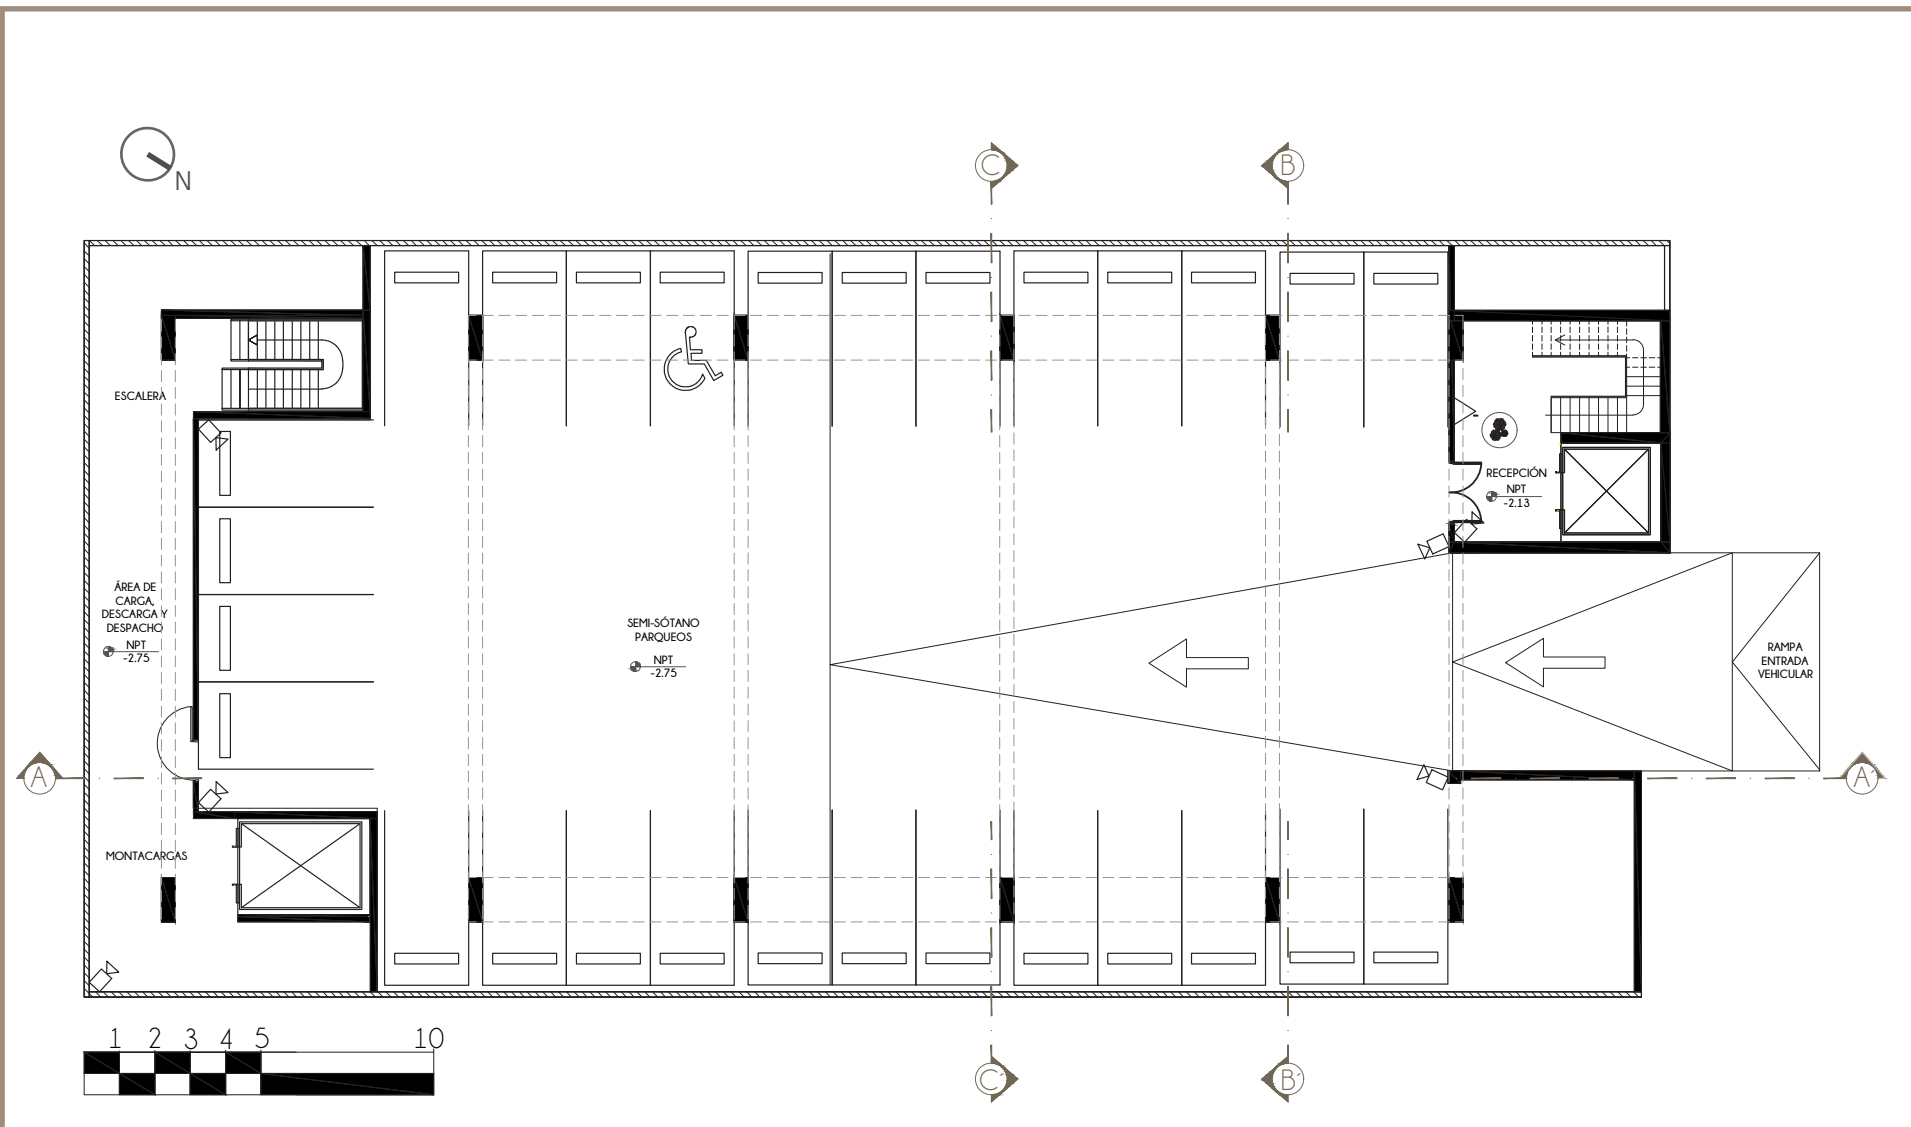 N
C
B
ESCALERA
RECEPCIÓN
NPT
-2.13
ÁREA DE
CARGA,
DESCARGA Y
DESPACHO
NPT
-2.75
SEMI-SÓTANO
PARQUEOS
NPT
-2.75
RAMPA
ENTRADA
VEHICULAR
A
A'
MONTACARGAS
1 2 3 4 5 10
C'
B'